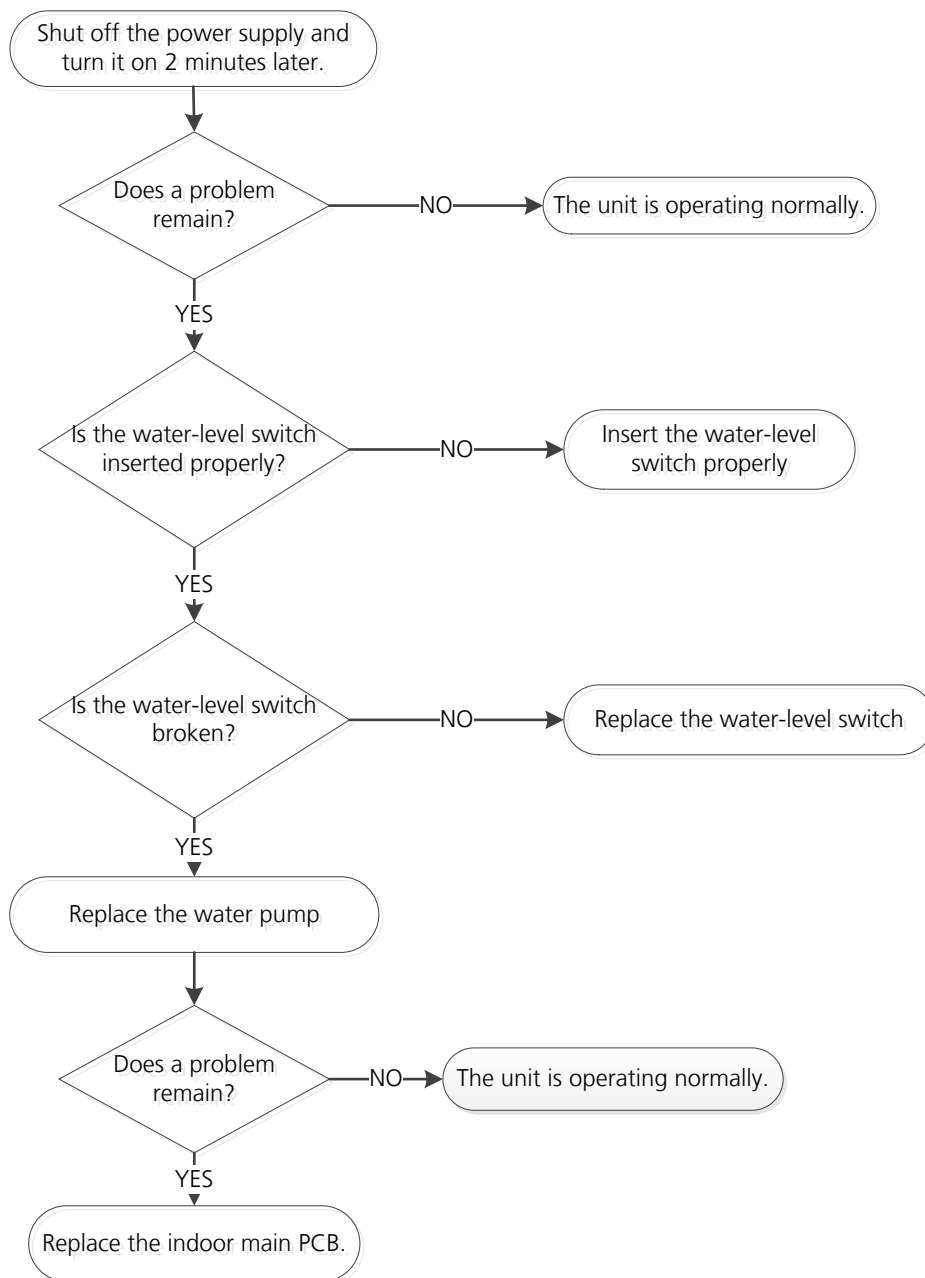 Shut off the power supply and
turn it on 2 minutes later.
Does a problem
remain?
NO
The unit is operating normally.
YES
Is the water-level switch
inserted properly?
NO
Insert the water-level
switch properly
YES
Is the water-level switch
broken?
NO
Replace the water-level switch
YES
Replace the water pump
Does a problem
remain?
NO
The unit is operating normally.
YES
Replace the indoor main PCB.